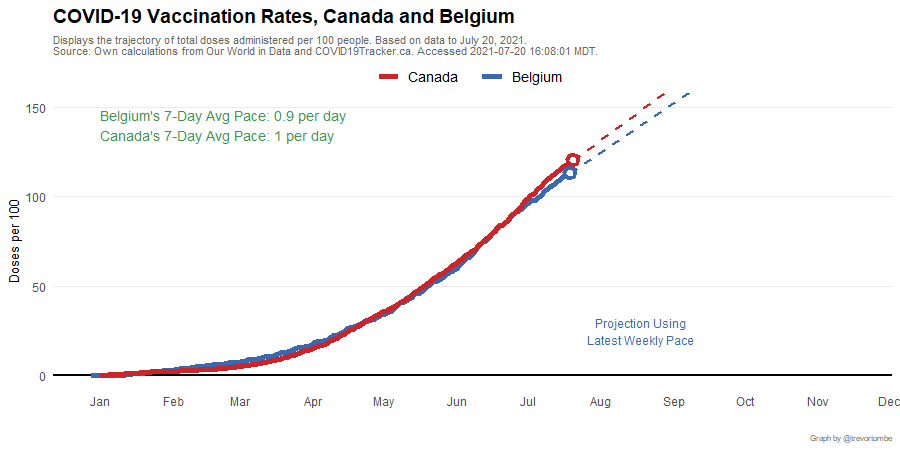 COVID-19 Vaccination Rates, Canada and Belgium
Displays the trajectory of total doses administered per 100 people. Based on data to July 20, 2021.
Source: Own calculations from Our World in Data and COVID19Tracker.ca. Accessed 2021-07-20 16:08:01 MDT.
Canada Belgium
150
Belgium's 7-Day Avg Pace: 0.9 per day
Canada's 7-Day Avg Pace: 1 per day
100
Doses per 100
50
Projection Using
Latest Weekly Pace
0
Jan Feb Mar Apr May Jun Jul Aug Sep Oct Nov Dec
Graph by @trevortombe